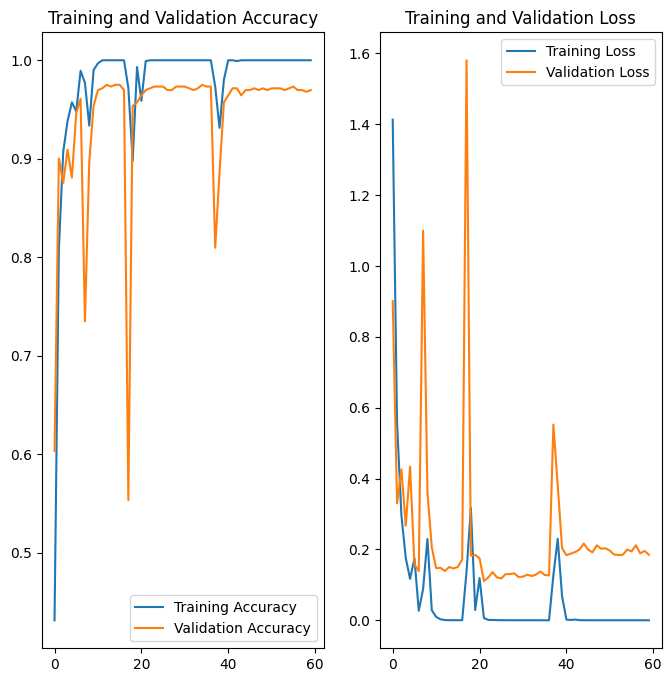 Training and Validation Accuracy
1.0
0.9
0.8
0.7
0.6
0.5
Training Accuracy
Validation Accuracy
0 20 40 60
Training and Validation Loss
Training Loss
Validation Loss
1.6
1.4
1.2
1.0
0.8
0.6
0.4
0.2
0.0
0 20 40 60